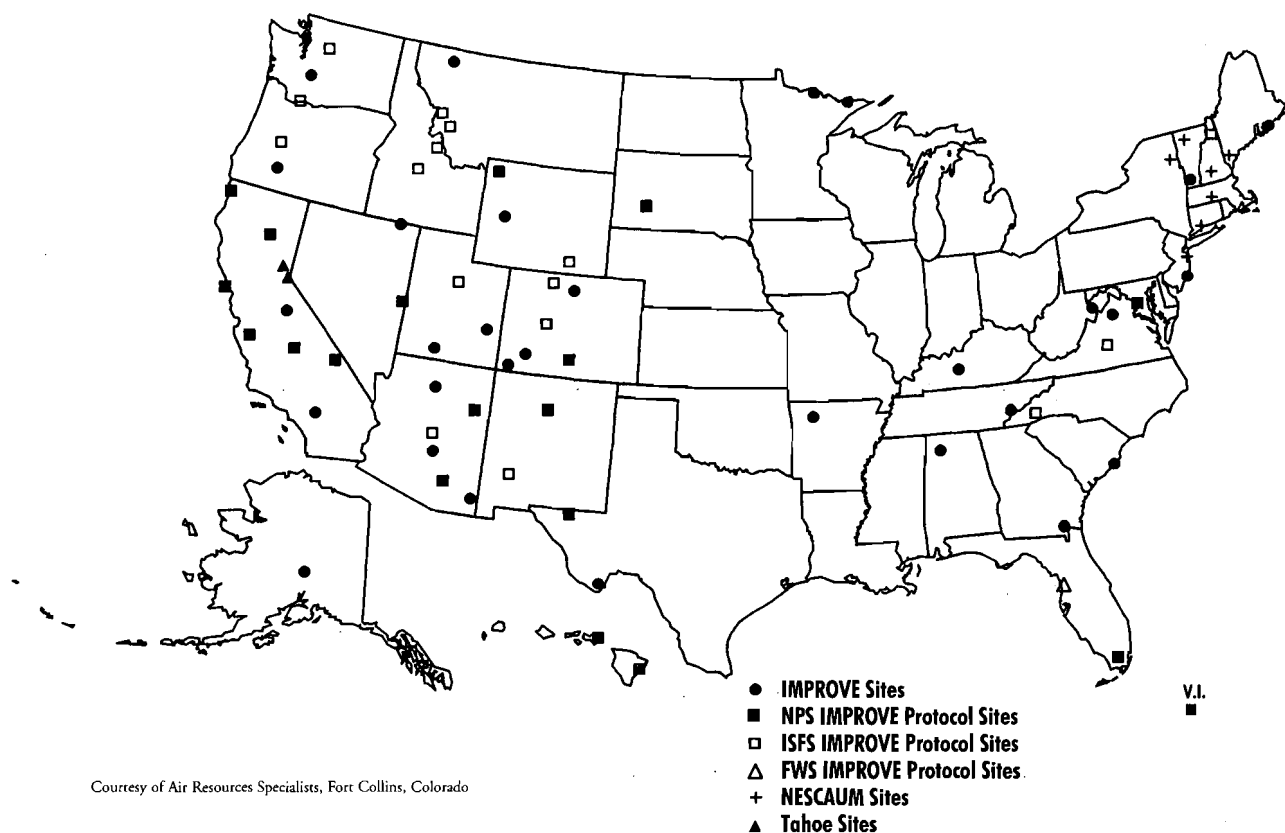 V.I.
IMPROVE Sites
NPS IMPROVE Protocol Sites
ISFS IMPROVE Protocol Sites
FWS IMPROVE Protocol Sites
NESCAUM Sites
Tahoe Sites
Courtesy of Air Resources Specialists, Fort Collins, Colorado